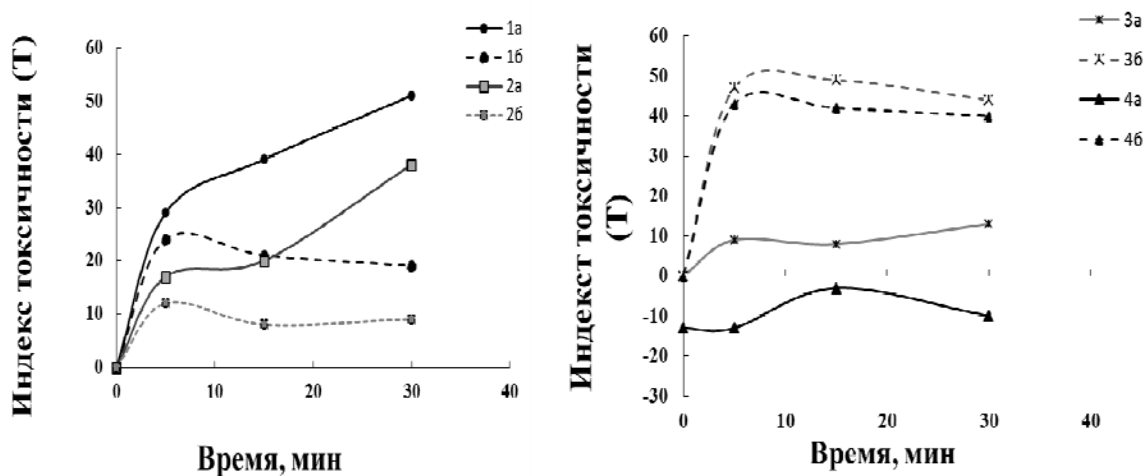 Индекс токсичности (Т)
60
50
40
30
20
10
0
0 10 20 30 40
Время, мин
1а
1б
2а
2б
Индекст токсичности
(Т)
60
50
40
30
20
10
0
-10
-20
-30
0 10 20 30 40
Время, мин
3а
3б
4а
4б